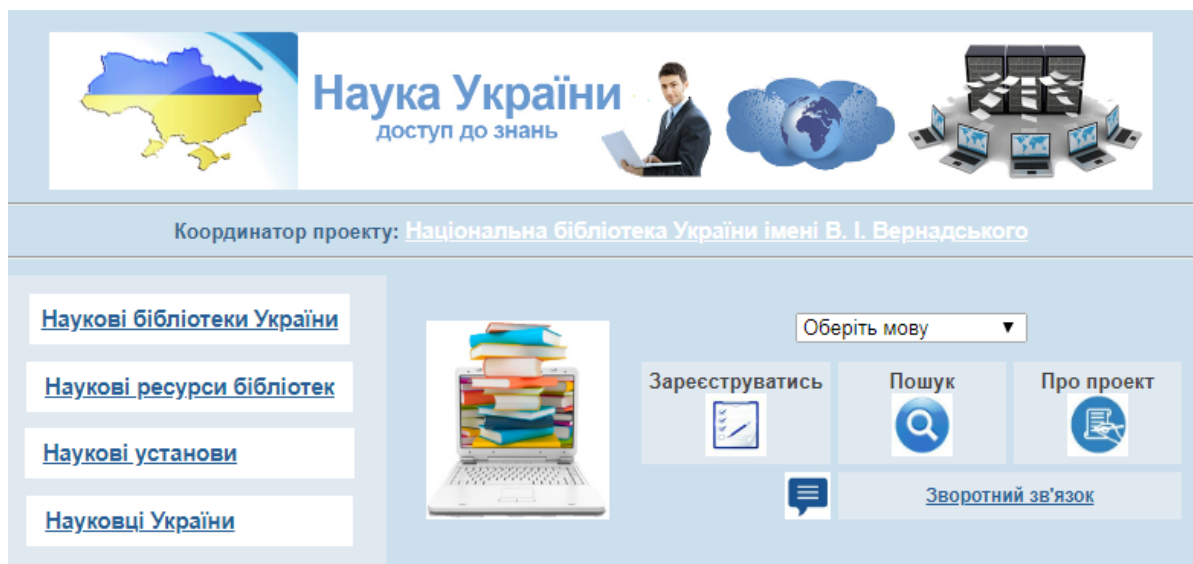 Наука України
доступ до знань
Координатор проекту: Національна бібліотека України імені В. І. Вернадського
Наукові бібліотеки України
Наукові ресурси бібліотек
Наукові установи
Науковці України
Оберіть мову
Зареєструватись
Пошук
Про проект
Зворотний зв'язок